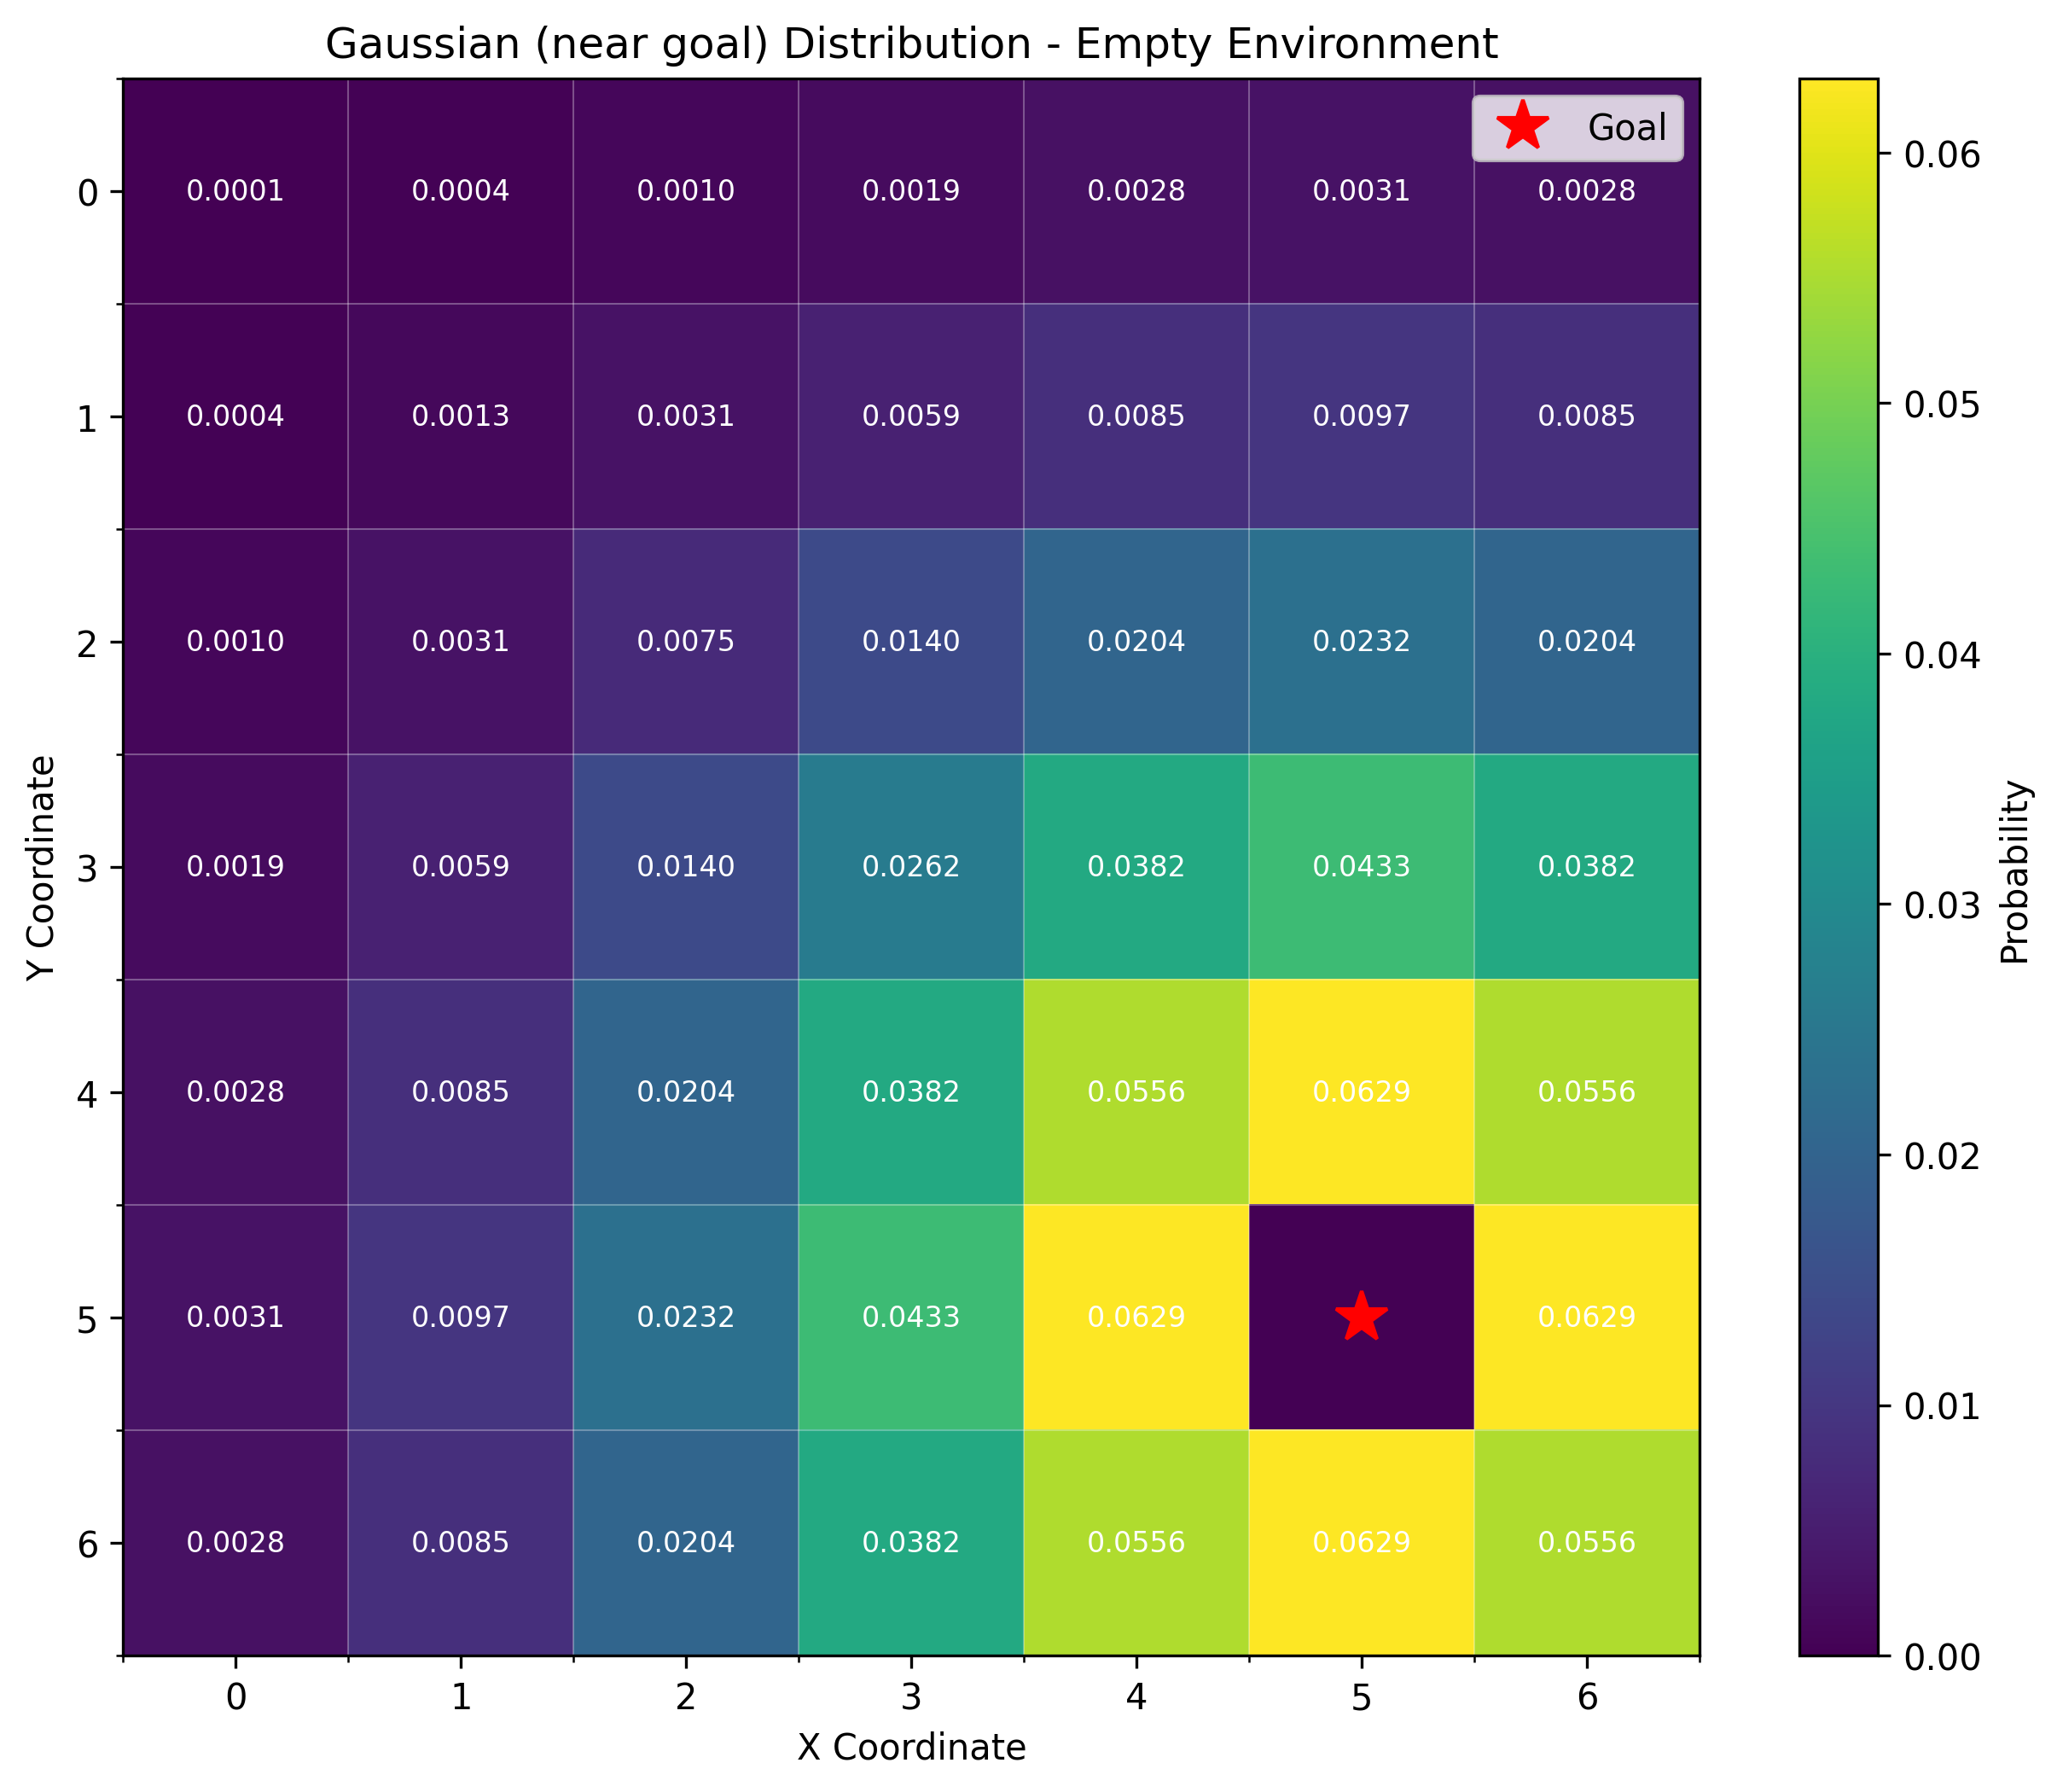 Gaussian (near goal) Distribution - Empty Environment
Goal
0.06
0 0.0001 0.0004 0.0010 0.0019 0.0028 0.0031 0.0028
0.05
1 0.0004 0.0013 0.0031 0.0059 0.0085 0.0097 0.0085
2 0.0010 0.0031 0.0075 0.0140 0.0204 0.0232 0.0204
0.04
3 0.0019 0.0059 0.0140 0.0262 0.0382 0.0433 0.0382
Y Coordinate
Probability
0.03
4 0.0028 0.0085 0.0204 0.0382 0.0556 0.0629 0.0556
0.02
5 0.0031 0.0097 0.0232 0.0433 0.0629 0.0629
0.01
6 0.0028 0.0085 0.0204 0.0382 0.0556 0.0629 0.0556
0.00
0 1 2 3 4 5 6
X Coordinate